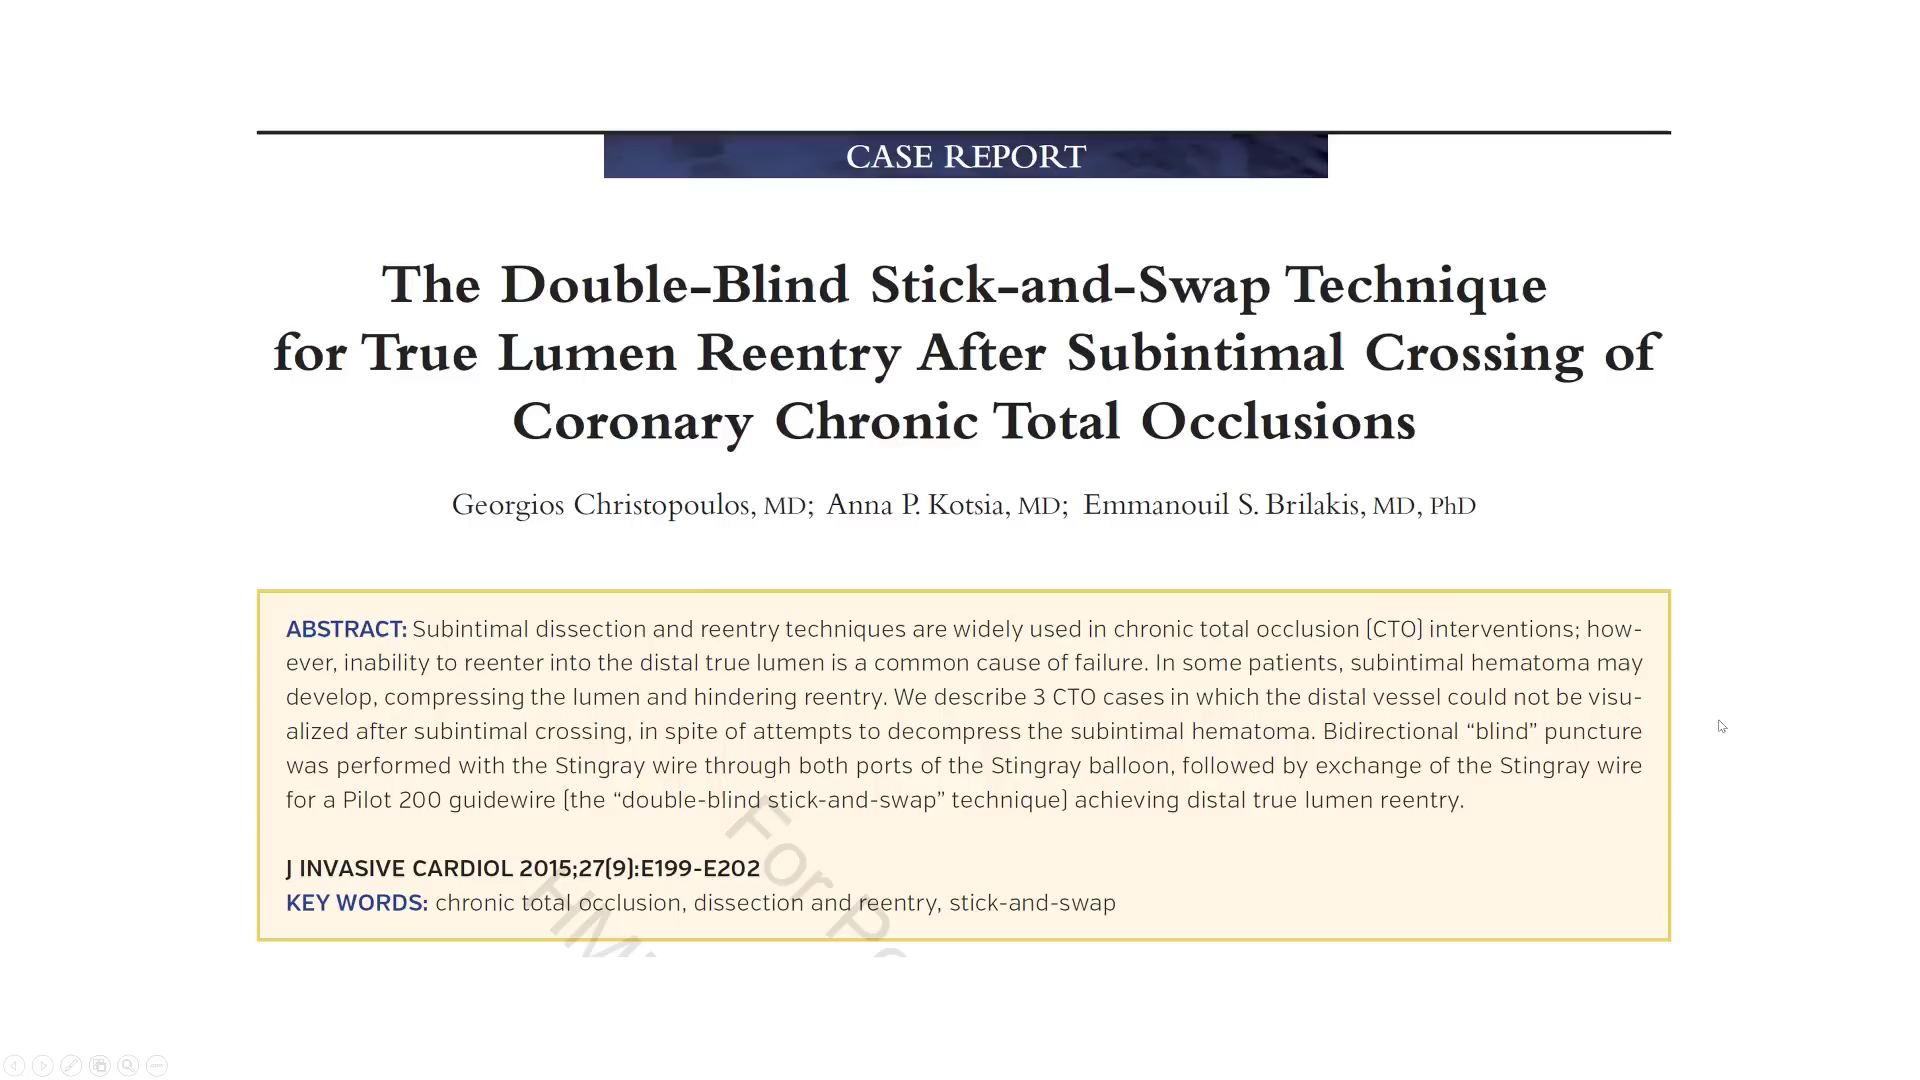 CASE REPORT
The Double-Blind Stick-and-Swap Technique
for True Lumen Reentry After Subintimal Crossing of
Coronary Chronic Total Occlusions
Georgios Christopoulos, MD; Anna P. Kotsia, MD; Emmanouil S. Brilakis, MD, PhD
ABSTRACT: Subintimal dissection and reentry techniques are widely used in chronic total occlusion (CTO) interventions; how-
ever, inability to reenter into the distal true lumen is a common cause of failure. In some patients, subintimal hematoma may
develop, compressing the lumen and hindering reentry. We describe 3 CTO cases in which the distal vessel could not be visu-
alized after subintimal crossing, in spite of attempts to decompress the subintimal hematoma. Bidirectional “blind” puncture
was performed with the Stingray wire through both ports of the Stingray balloon, followed by exchange of the Stingray wire
for a Pilot 200 guidewire (the “double-blind stick-and-swap” technique) achieving distal true lumen reentry.
J INVASIVE CARDIOL 2015;27(9):E199-E202
KEY WORDS: chronic total occlusion, dissection and reentry, stick-and-swap
For